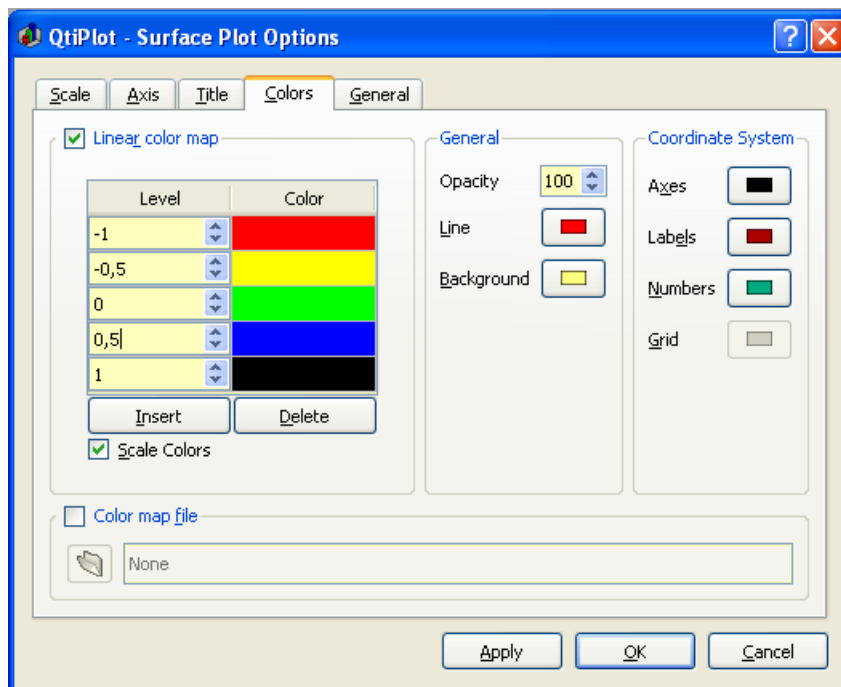 QtiPlot - Surface Plot Options
Scale Axis Title Colors General
Linear color map
Level Color
-1
-0,5
0
0,5
1
Insert Delete
Scale Colors
General
Opacity 100
Line
Background
Coordinate System
Axes
Labels
Numbers
Grid
Color map file
None
Apply OK Cancel